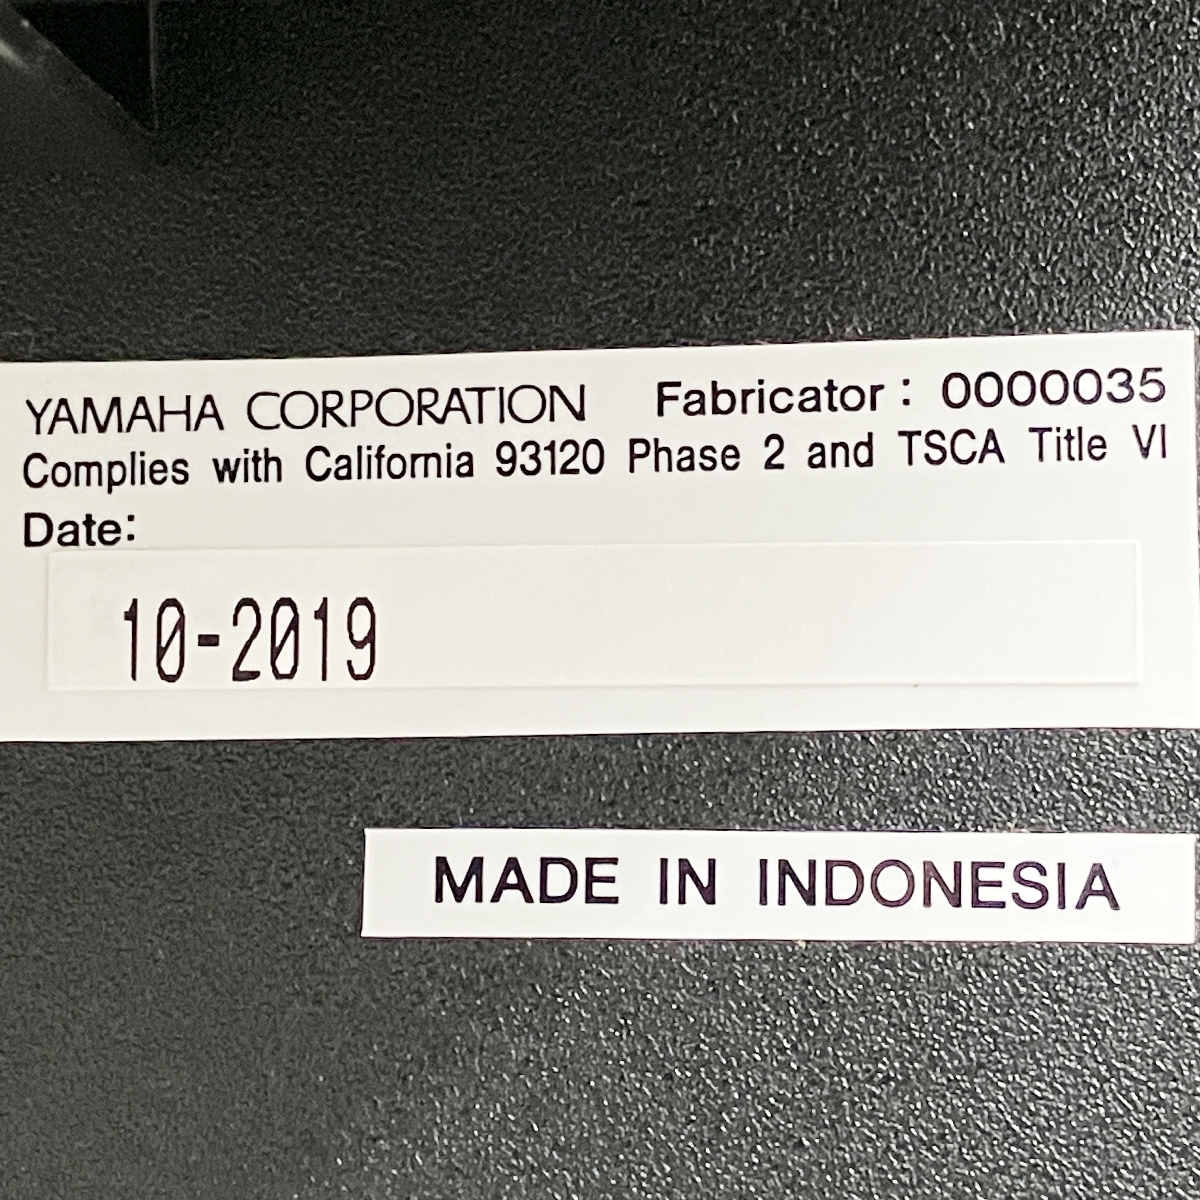 YAMAHA CORPORATION Fabricator : 0000035
Complies with California 93120 Phase 2 and TSCA Title VI
Date:
10-2019
MADE IN INDONESIA